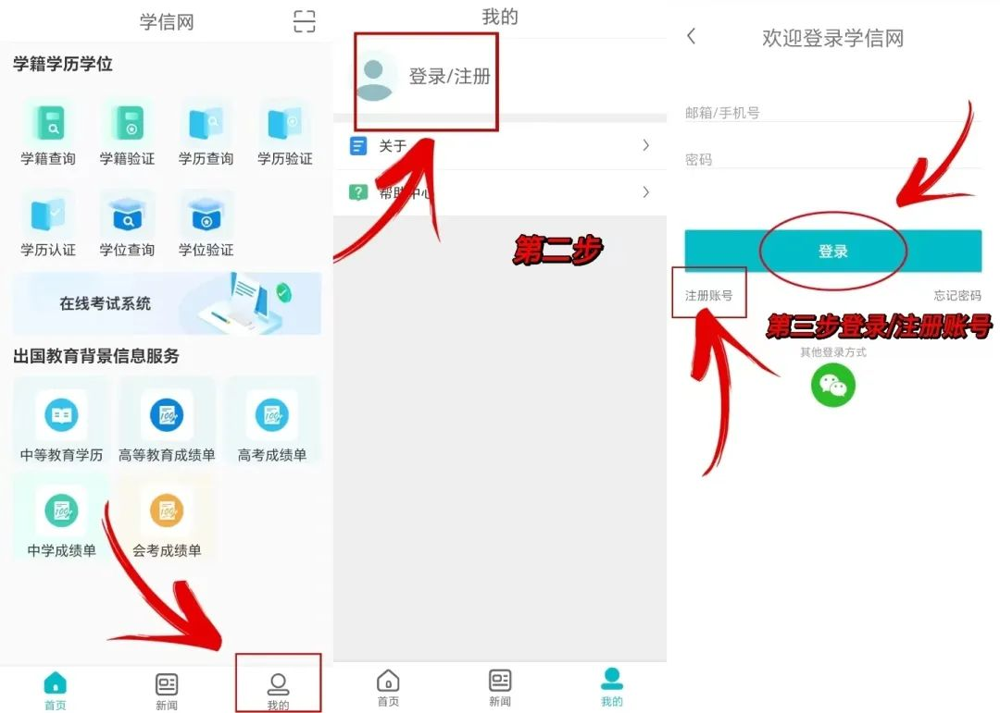 学信网
学籍学历学位
学籍查询 学籍验证 学历查询 学历验证
学历认证 学位查询 学位验证
在线考试系统
出国教育背景信息服务
中等教育学历 高等教育成绩单 高考成绩单
中学成绩单 会考成绩单
首页 新闻 我的
我的
登录/注册
关于
帮助中心
第二步
首页 新闻 我的
欢迎登录学信网
邮箱/手机号
密码
登录
注册账号 忘记密码
第三步登录/注册账号
其他登录方式